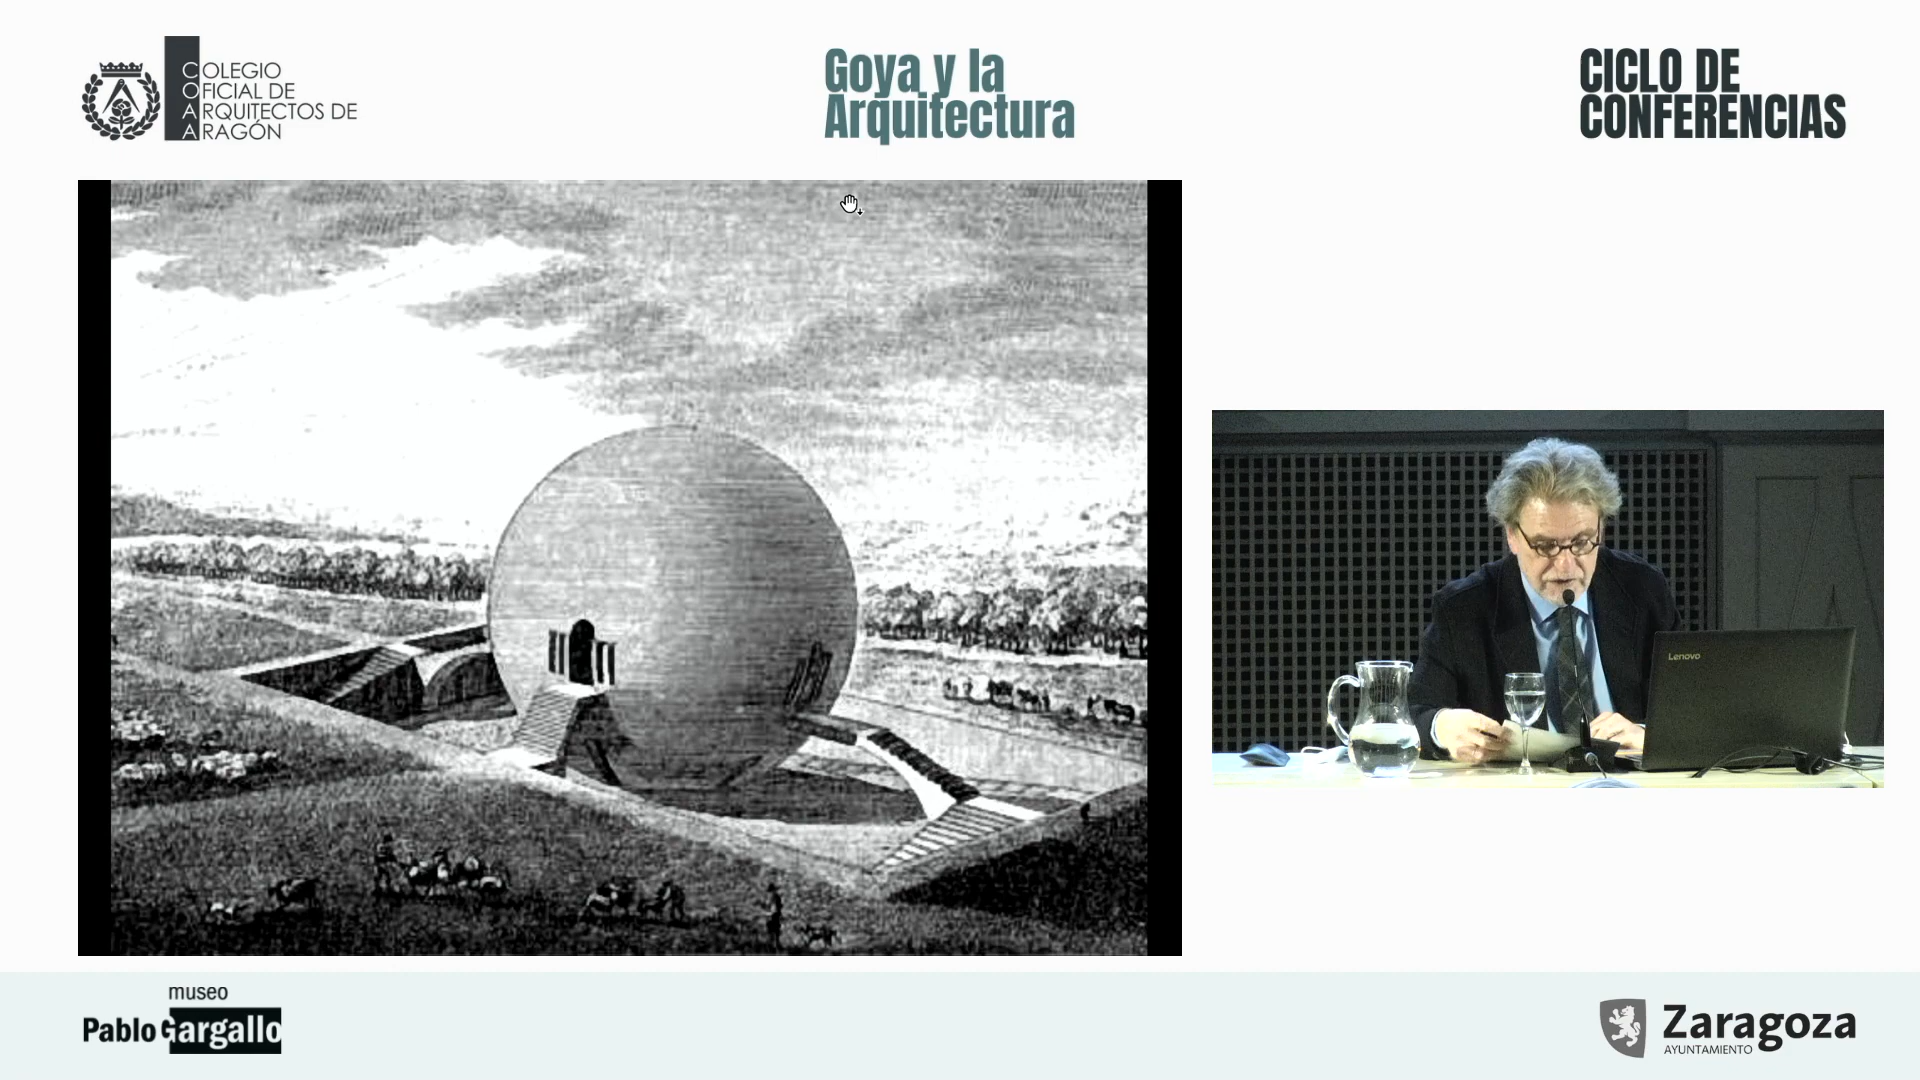 COLEGIO
OFICIAL DE
ARQUITECTOS DE
ARAGÓN
Goya y la
Arquitectura
CICLO DE
CONFERENCIAS
Lenovo
museo
Pablo Gargallo
Zaragoza
AYUNTAMIENTO